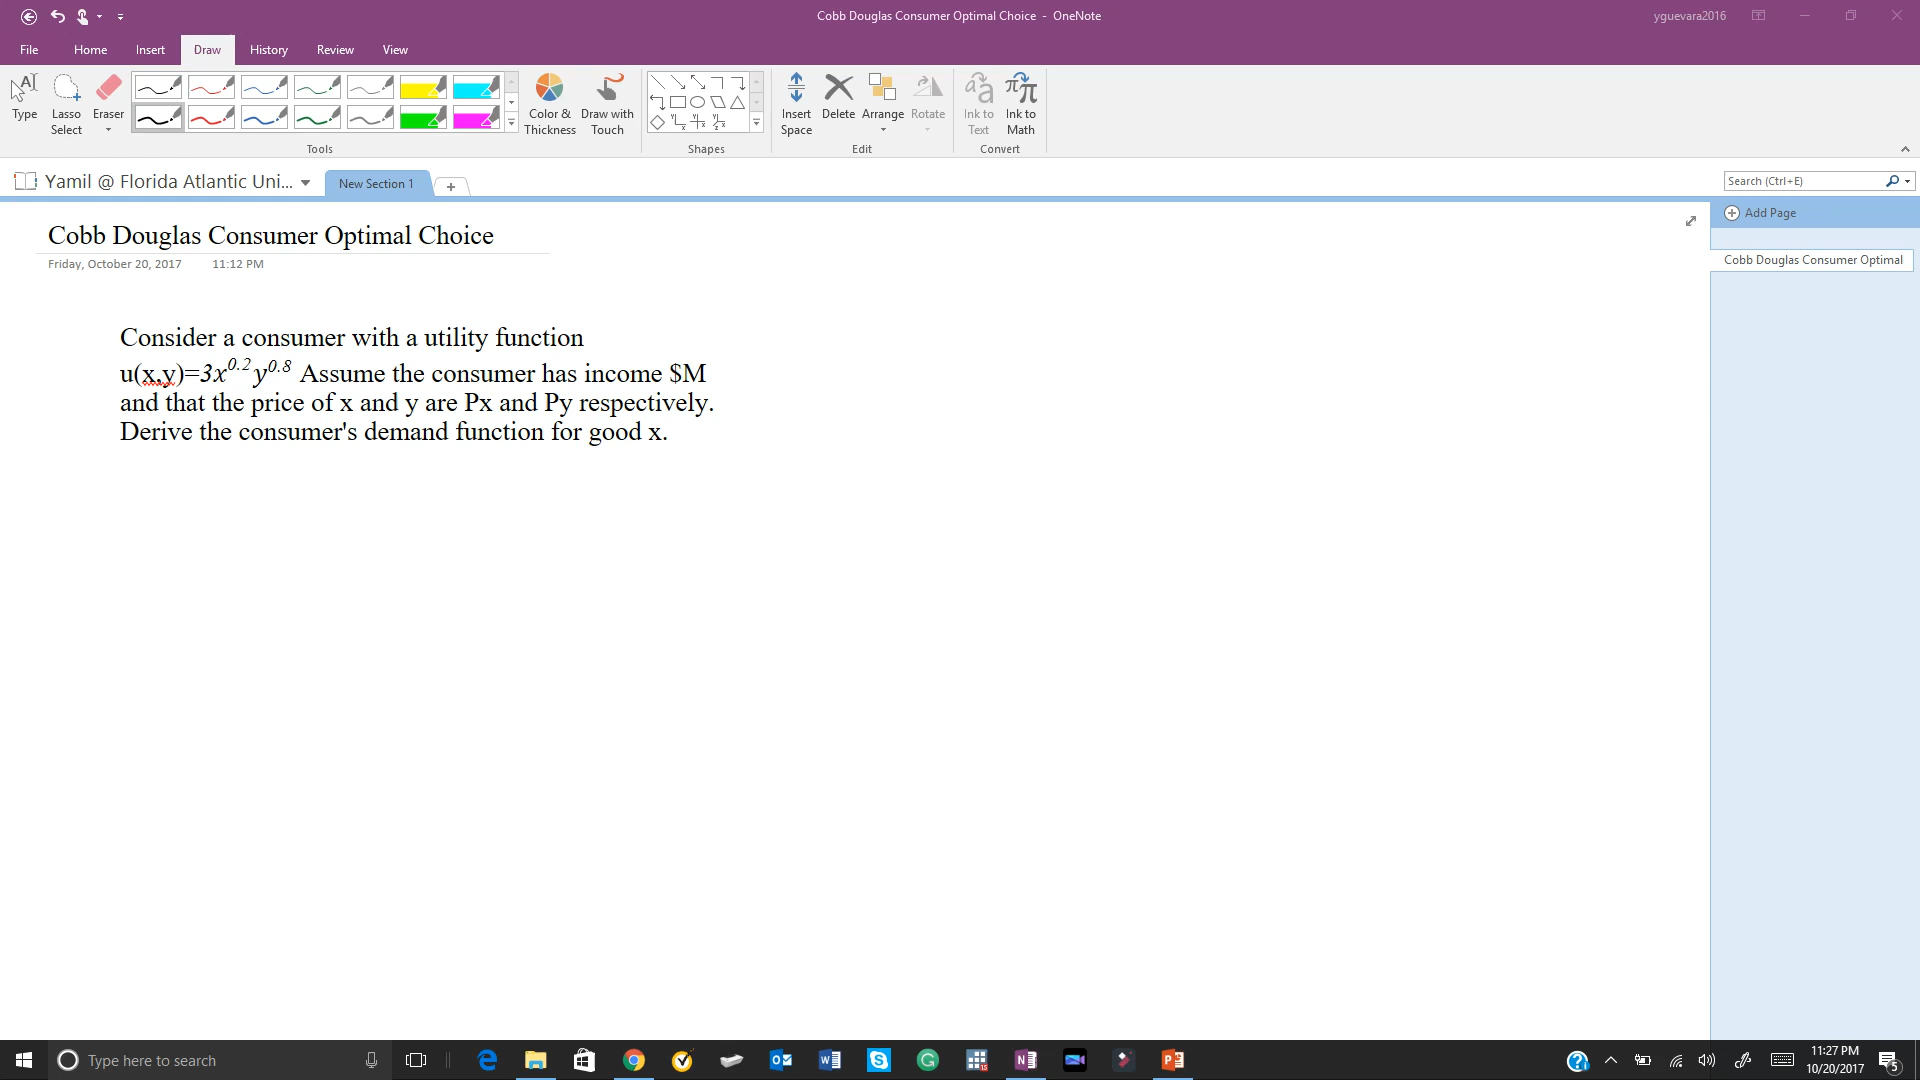 Cobb Douglas Consumer Optimal Choice - OneNote
yguevara2016
File Home Insert Draw History Review View
Type
Lasso Select
Eraser
Color & Thickness
Draw with Touch
Insert Space
Delete
Arrange
Rotate
Ink to Text
Ink to Math
Tools
Shapes
Edit
Convert
Yamil @ Florida Atlantic Uni...
New Section 1
Search (Ctrl+E)
Add Page
Cobb Douglas Consumer Optimal
Cobb Douglas Consumer Optimal Choice
Friday, October 20, 2017 11:12 PM
Consider a consumer with a utility function
u(x,y)=3x^0.2 y^0.8 Assume the consumer has income $M
and that the price of x and y are Px and Py respectively.
Derive the consumer's demand function for good x.
Type here to search
11:27 PM
10/20/2017
5